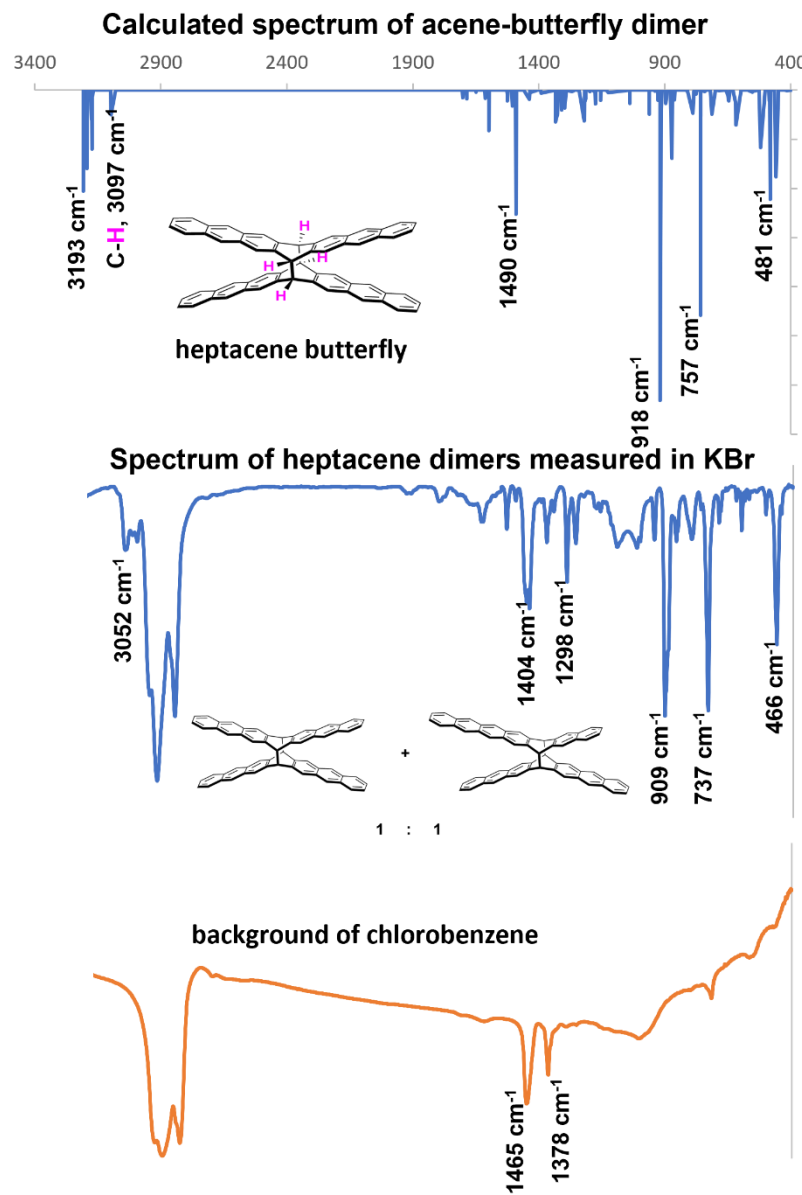 Calculated spectrum of acene-butterfly dimer
3400 2900 2400 1900 1400 900 400
3193 cm-1
C-H, 3097 cm-1
H
H
H
H
heptacene butterfly
1490 cm-1
918 cm-1
757 cm-1
481 cm-1
Spectrum of heptacene dimers measured in KBr
3052 cm-1
1404 cm-1
1298 cm-1
909 cm-1
737 cm-1
466 cm-1
+
1 : 1
background of chlorobenzene
1465 cm-1
1378 cm-1